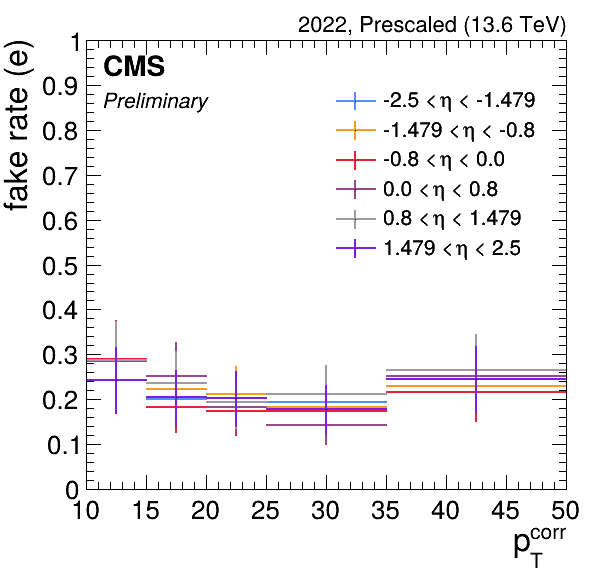 2022, Prescaled (13.6 TeV)
fake rate (e)
CMS
Preliminary
-2.5 < η < -1.479
-1.479 < η < -0.8
-0.8 < η < 0.0
0.0 < η < 0.8
0.8 < η < 1.479
1.479 < η < 2.5
1
0.9
0.8
0.7
0.6
0.5
0.4
0.3
0.2
0.1
0
10 15 20 25 30 35 40 45 50
p_T^corr